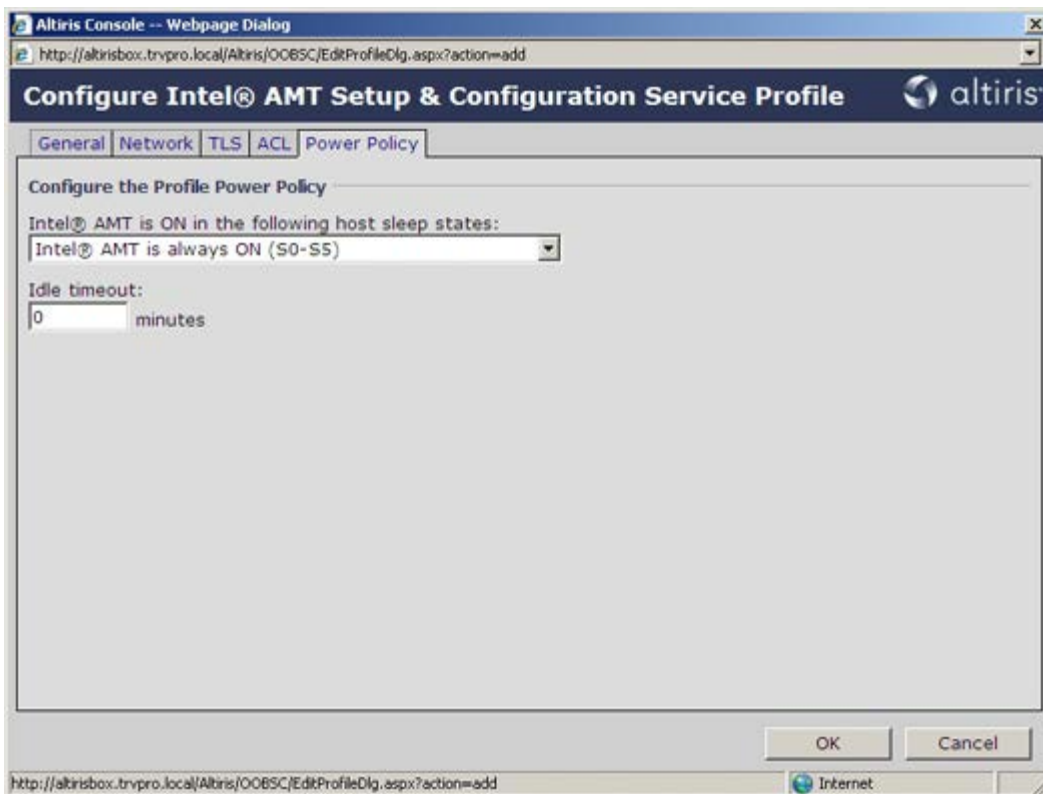 Altiris Console -- Webpage Dialog
http://altirisbox.trvpro.local/Altiris/OOBSC/EditProfileDlg.aspx?action=add
Configure Intel® AMT Setup & Configuration Service Profile altiris
General Network TLS ACL Power Policy
Configure the Profile Power Policy
Intel® AMT is ON in the following host sleep states:
Intel® AMT is always ON (S0-S5)
Idle timeout:
0 minutes
OK Cancel
http://altirisbox.trvpro.local/Altiris/OOBSC/EditProfileDlg.aspx?action=add Internet